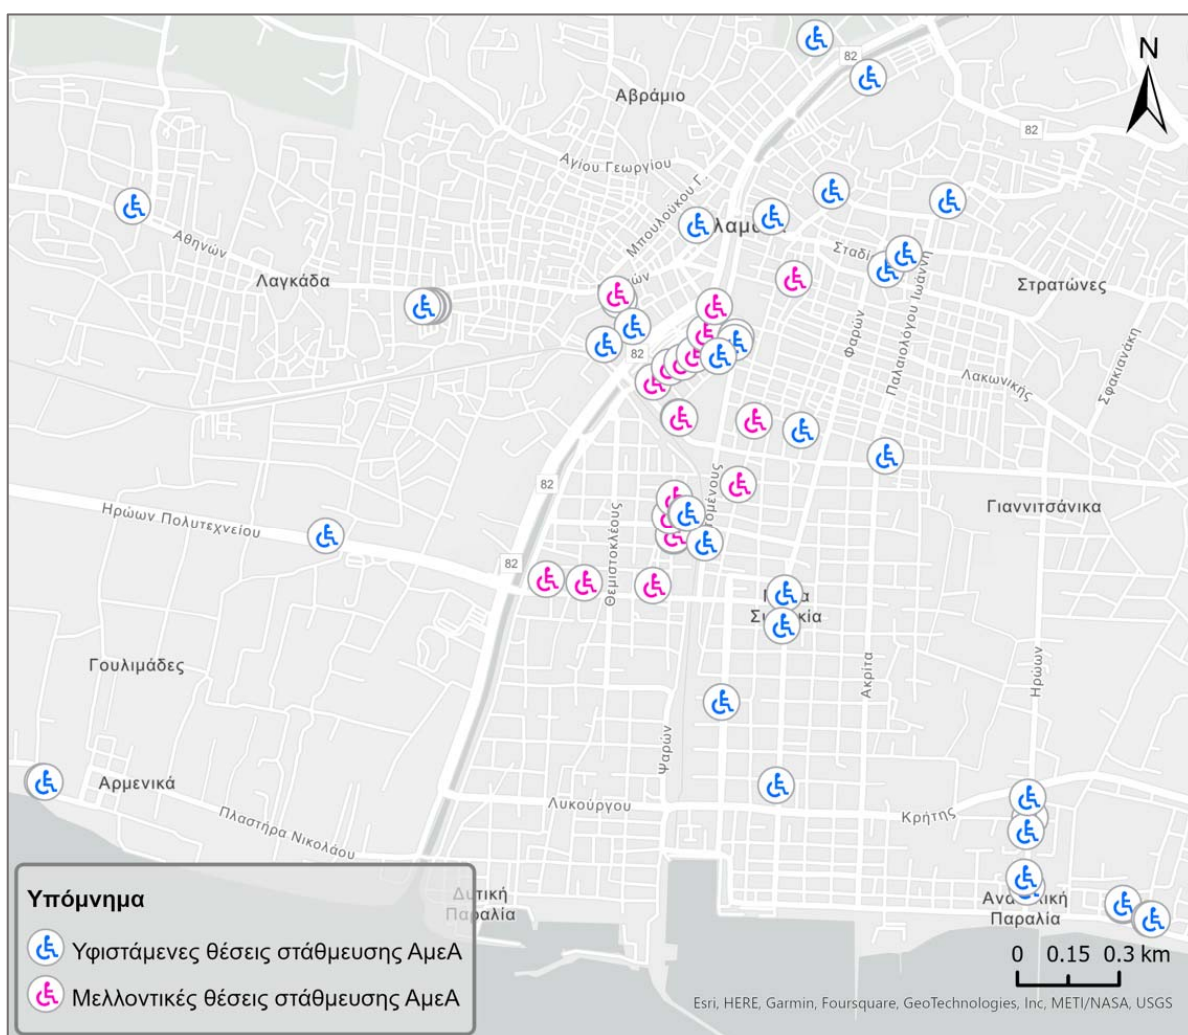 82
Αβράμιο
N
82
Αγίου Γεωργίου
Μπουλούκου Γ.
Αθηνών
Λαγκάδα
Στρατώνες
Παλαιολόγου Ιωάννη
Φαρών
Σφακιανάκη
Λακωνικής
82
82
Γιαννιτσάνικα
Ηρώων Πολυτεχνείου
82
Θεμιστοκλέους
Γουλιμάδες
Ακρίτα
Ηρώων
Ψαρών
Αρμενικά
Λυκούργου
Κρήτης
Πλαστήρα Νικολάου
Υπόμνημα
Δυτική
Παραλία
Παραλία
Υφιστάμενες θέσεις στάθμευσης ΑμεΑ
Μελλοντικές θέσεις στάθμευσης ΑμεΑ
0 0.15 0.3 km
Esri, HERE, Garmin, Foursquare, GeoTechnologies, Inc, METI/NASA, USGS